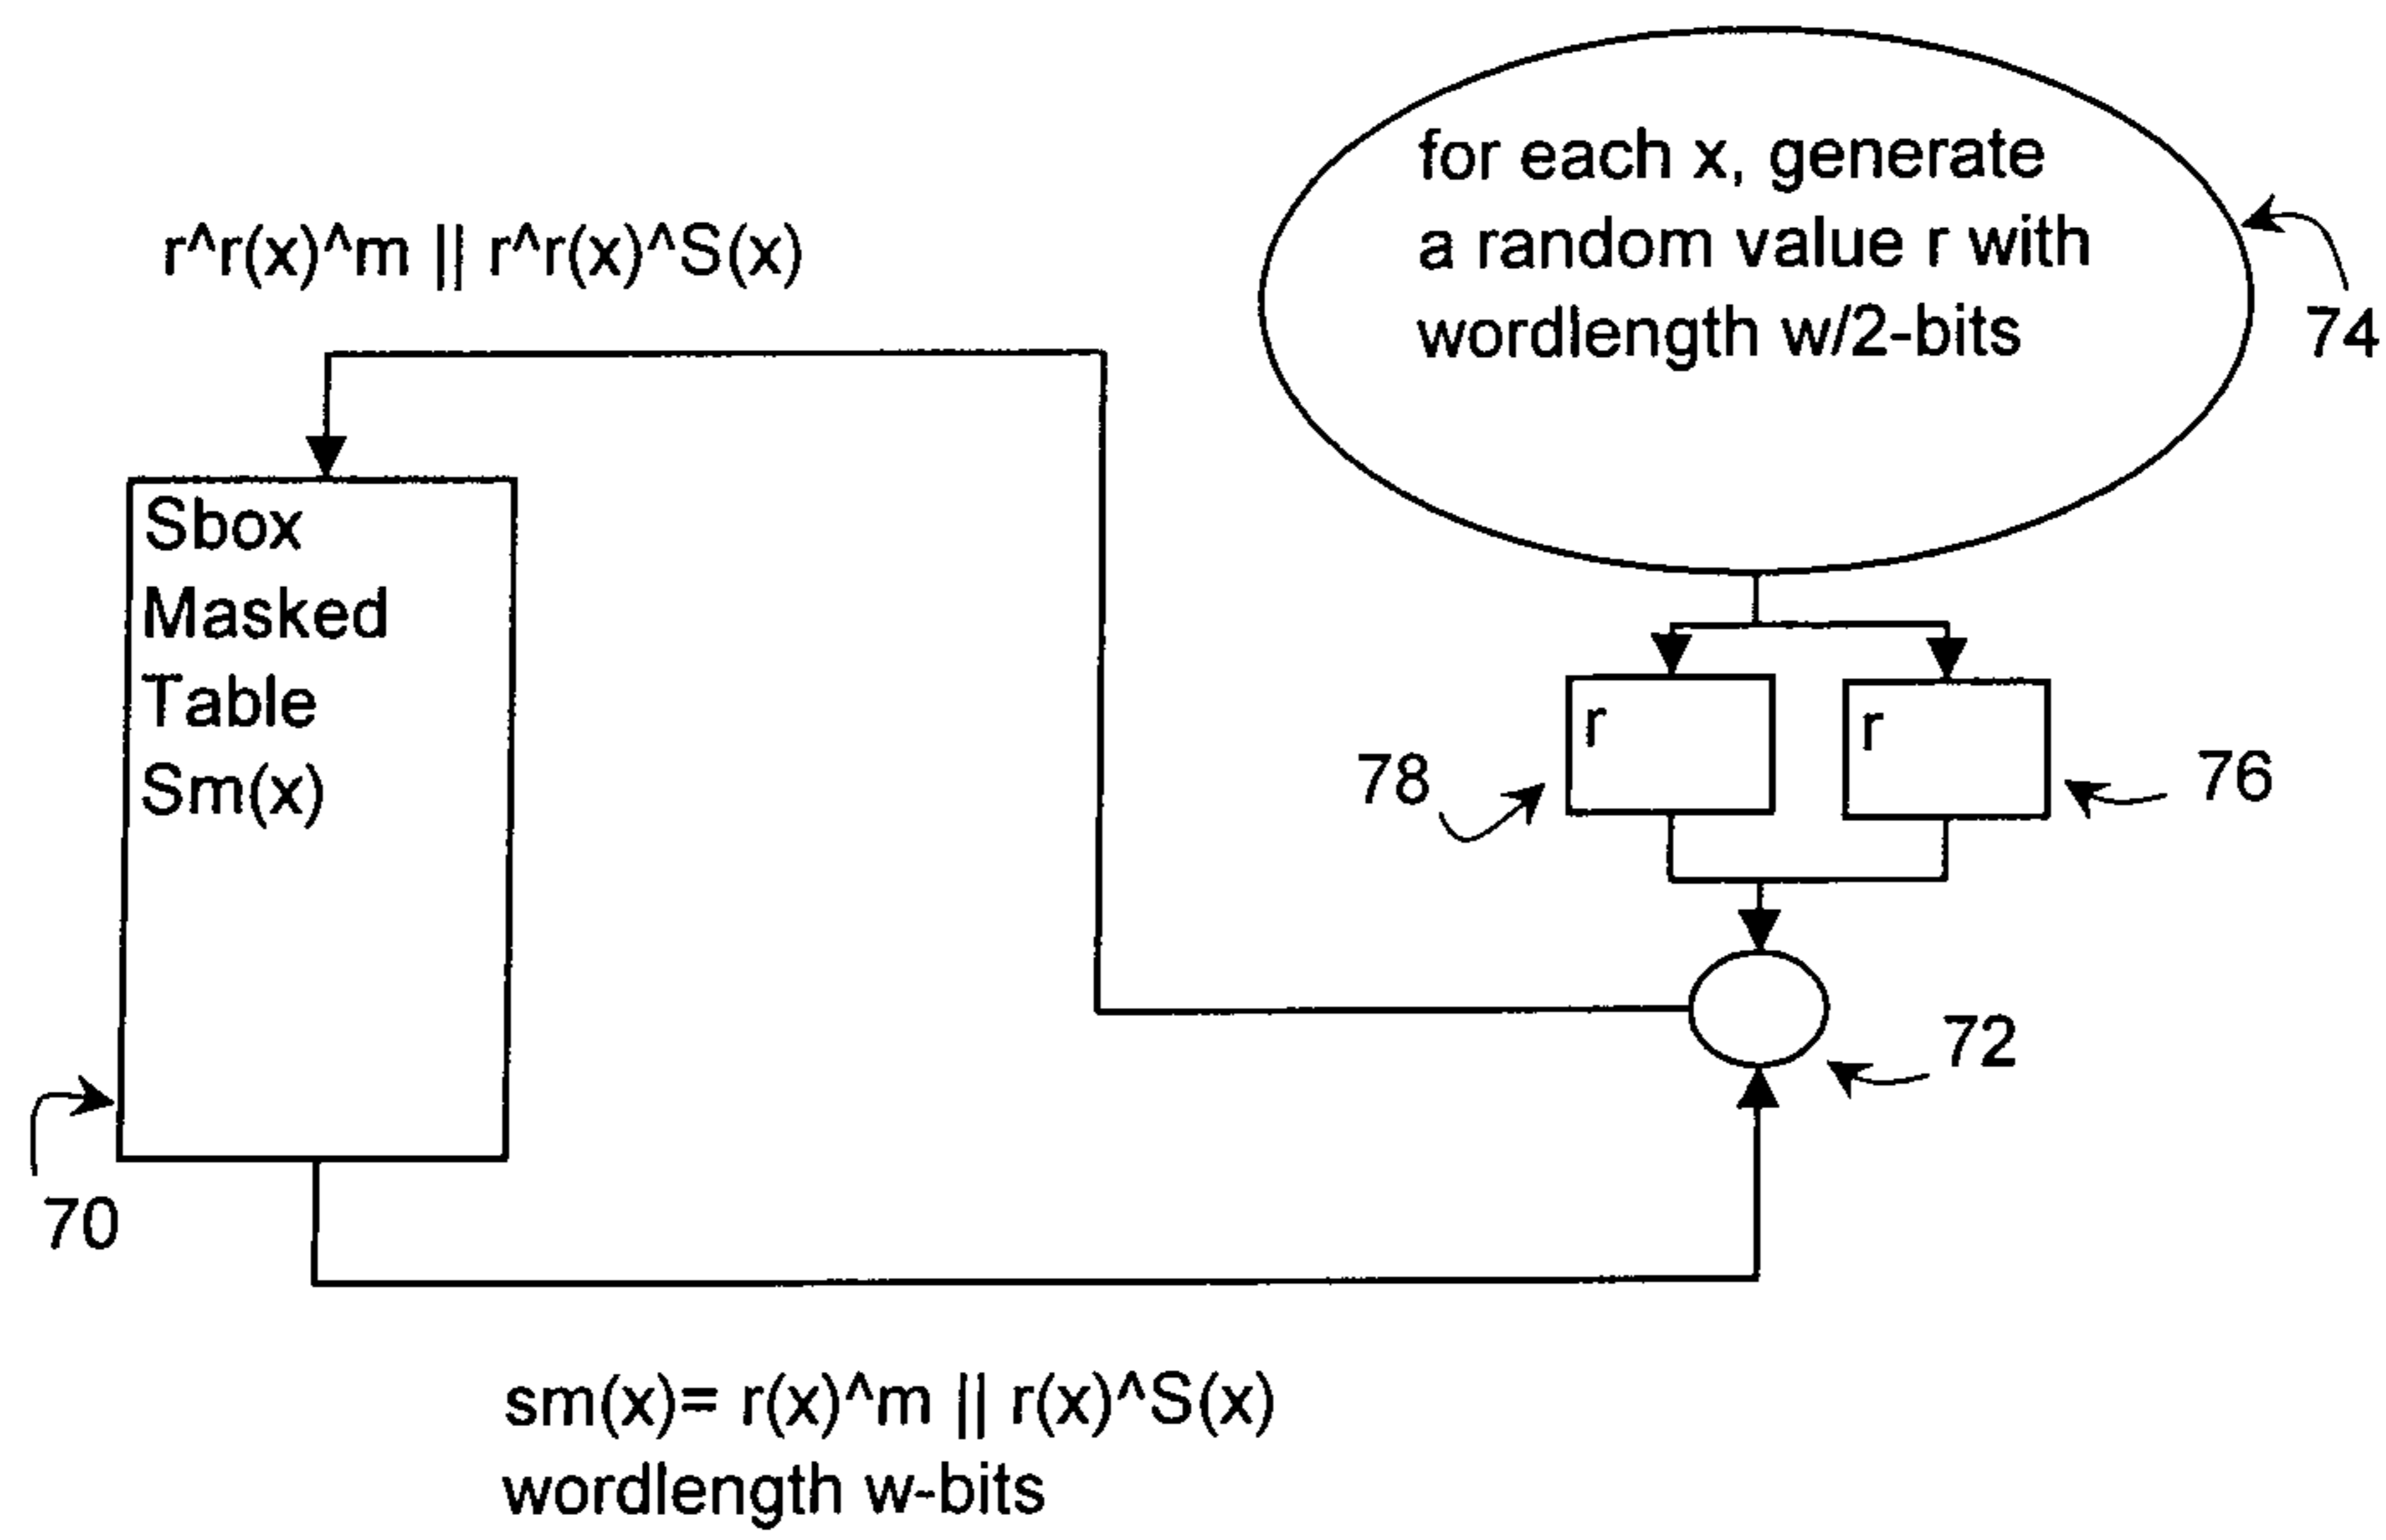 for each x, generate
a random value r with
wordlength w/2-bits
74
r^r(x)^m || r^r(x)^S(x)
Sbox
Masked
Table
Sm(x)
r
r
78
76
72
70
sm(x)= r(x)^m || r(x)^S(x)
wordlength w-bits